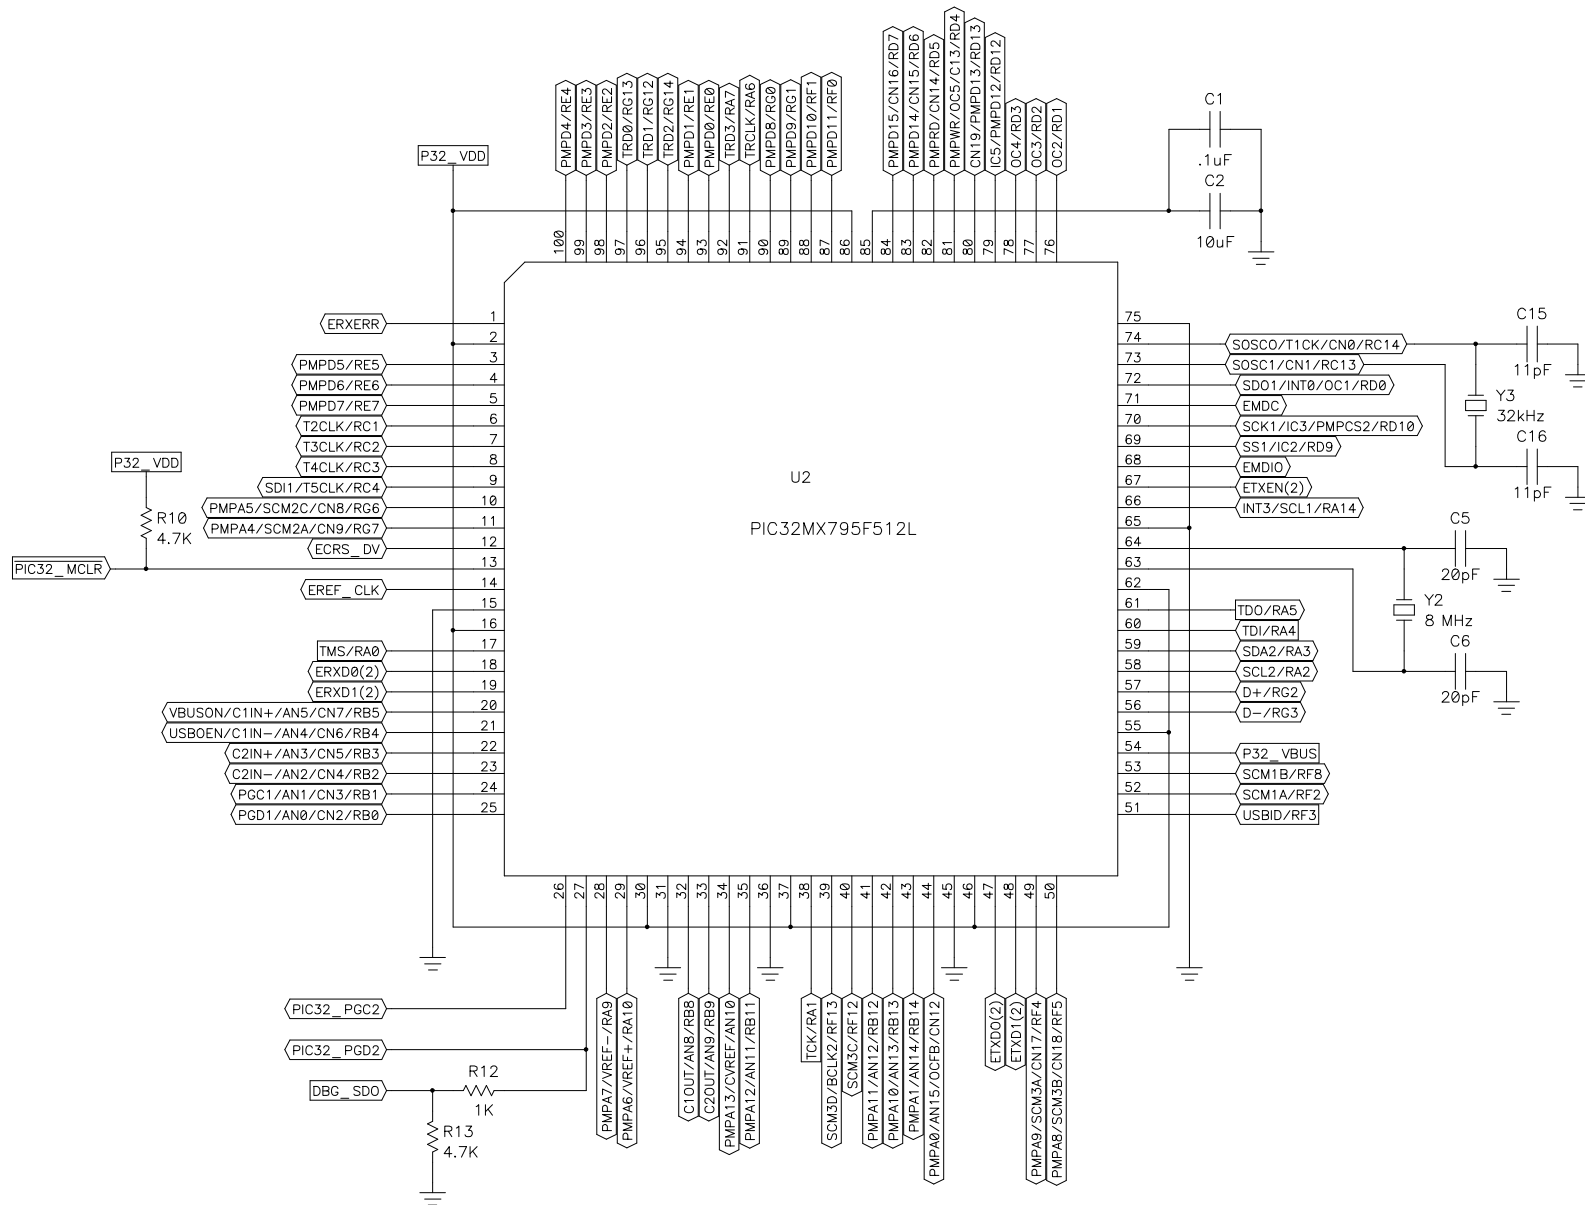 PMPD4/RE4
PMPD3/RE3
PMPD2/RE2
TRD0/RG13
TRD1/RG12
TRD2/RG14
PMPD1/RE1
PMPD0/RE0
TRD3/RA7
TRCLK/RA6
PMPD8/RG0
PMPD9/RG1
PMPD10/RF1
PMPD11/RF0
PMPD15/CN16/RD7
PMPD14/CN15/RD6
PMPRD/CN14/RD5
PMPWR/OC5/C13/RD4
CN19/PMPD13/RD13
IC5/PMPD12/RD12
OC4/RD3
OC3/RD2
OC2/RD1
100
99
98
97
96
95
94
93
92
91
90
89
88
87
86
85
84
83
82
81
80
79
78
77
76
P32_VDD
C1
.1uF
C2
10uF
ERXERR 1
2
PMPD5/RE5 3
PMPD6/RE6 4
PMPD7/RE7 5
T2CLK/RC1 6
T3CLK/RC2 7
T4CLK/RC3 8
SDI1/T5CLK/RC4 9
PMPA5/SCM2C/CN8/RG6 10
PMPA4/SCM2A/CN9/RG7 11
ECRS_DV 12
PIC32_MCLR 13
EREF_CLK 14
15
16
TMS/RA0 17
ERXD0(2) 18
ERXD1(2) 19
VBUSON/C1IN+/AN5/CN7/RB5 20
USBOEN/C1IN-/AN4/CN6/RB4 21
C2IN+/AN3/CN5/RB3 22
C2IN-/AN2/CN4/RB2 23
PGC1/AN1/CN3/RB1 24
PGD1/AN0/CN2/RB0 25
P32_VDD
R10
4.7K
U2
PIC32MX795F512L
75
74 SOSCO/T1CK/CN0/RC14
73 SOSC1/CN1/RC13
72 SDO1/INT0/OC1/RD0
71 EMDC
70 SCK1/IC3/PMPCS2/RD10
69 SS1/IC2/RD9
68 EMDIO
67 ETXEN(2)
66 INT3/SCL1/RA14
65
64
63
62
61 TDO/RA5
60 TDI/RA4
59 SDA2/RA3
58 SCL2/RA2
57 D+/RG2
56 D-/RG3
55
54 P32_VBUS
53 SCM1B/RF8
52 SCM1A/RF2
51 USBID/RF3
C15
11pF
Y3
32kHz
C16
11pF
C5
20pF
Y2
8 MHz
C6
20pF
26
27
28
29
30
31
32
33
34
35
36
37
38
39
40
41
42
43
44
45
46
47
48
49
50
PIC32_PGC2
PIC32_PGD2
DBG_SDO
R12
1K
R13
4.7K
PMPA7/VREF-/RA9
PMPA6/VREF+/RA10
C1OUT/AN8/RB8
C2OUT/AN9/RB9
PMPA13/CVREF/AN10
PMPA12/AN11/RB11
TCK/RA1
SCM3D/BCLK2/RF13
SCM3C/RF12
PMPA11/AN12/RB12
PMPA10/AN13/RB13
PMPA1/AN14/RB14
PMPA0/AN15/OCFB/CN12
ETXD0(2)
ETXD1(2)
PMPA9/SCM3A/CN17/RF4
PMPA8/SCM3B/CN18/RF5